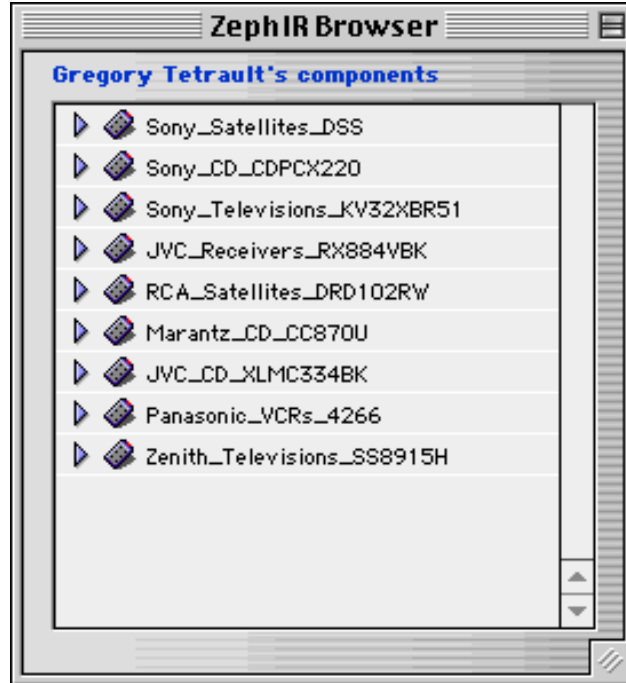 ZephIR Browser
Gregory Tetrault's components
Sony_Satellites_DSS
Sony_CD_CDPCX220
Sony_Televisions_KV32XBR51
JVC_Receivers_RX884VBK
RCA_Satellites_DRD102RW
Marantz_CD_CC870U
JVC_CD_XLMC334BK
Panasonic_VCRs_4266
Zenith_Televisions_SS8915H